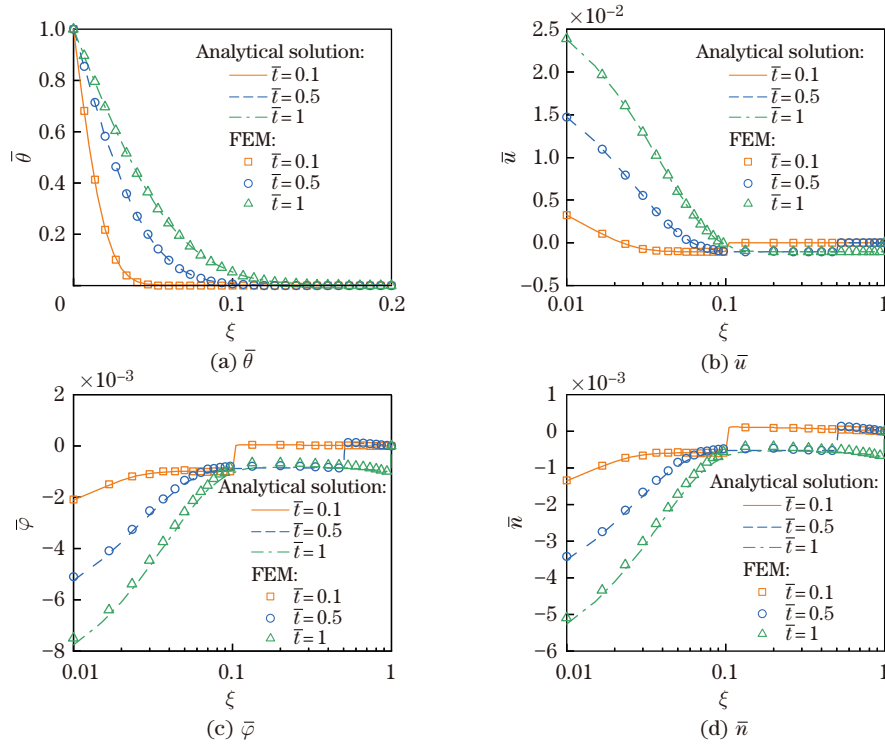 1.0
0.8
0.6
0.4
0.2
0
0.1
0.2
θ̄
ξ
Analytical solution:
t̄=0.1
t̄=0.5
t̄=1
FEM:
t̄=0.1
t̄=0.5
t̄=1
(a) θ̄
×10⁻²
2.5
2.0
1.5
1.0
0.5
0.0
−0.5
0.01
0.1
1
ū
ξ
Analytical solution:
t̄=0.1
t̄=0.5
t̄=1
FEM:
t̄=0.1
t̄=0.5
t̄=1
(b) ū
×10⁻³
2
0
−2
−4
−6
−8
0.01
0.1
1
φ̄
ξ
Analytical solution:
t̄=0.1
t̄=0.5
t̄=1
FEM:
t̄=0.1
t̄=0.5
t̄=1
(c) φ̄
×10⁻³
1
0
−1
−2
−3
−4
−5
−6
0.01
0.1
1
n̄
ξ
Analytical solution:
t̄=0.1
t̄=0.5
t̄=1
FEM:
t̄=0.1
t̄=0.5
t̄=1
(d) n̄